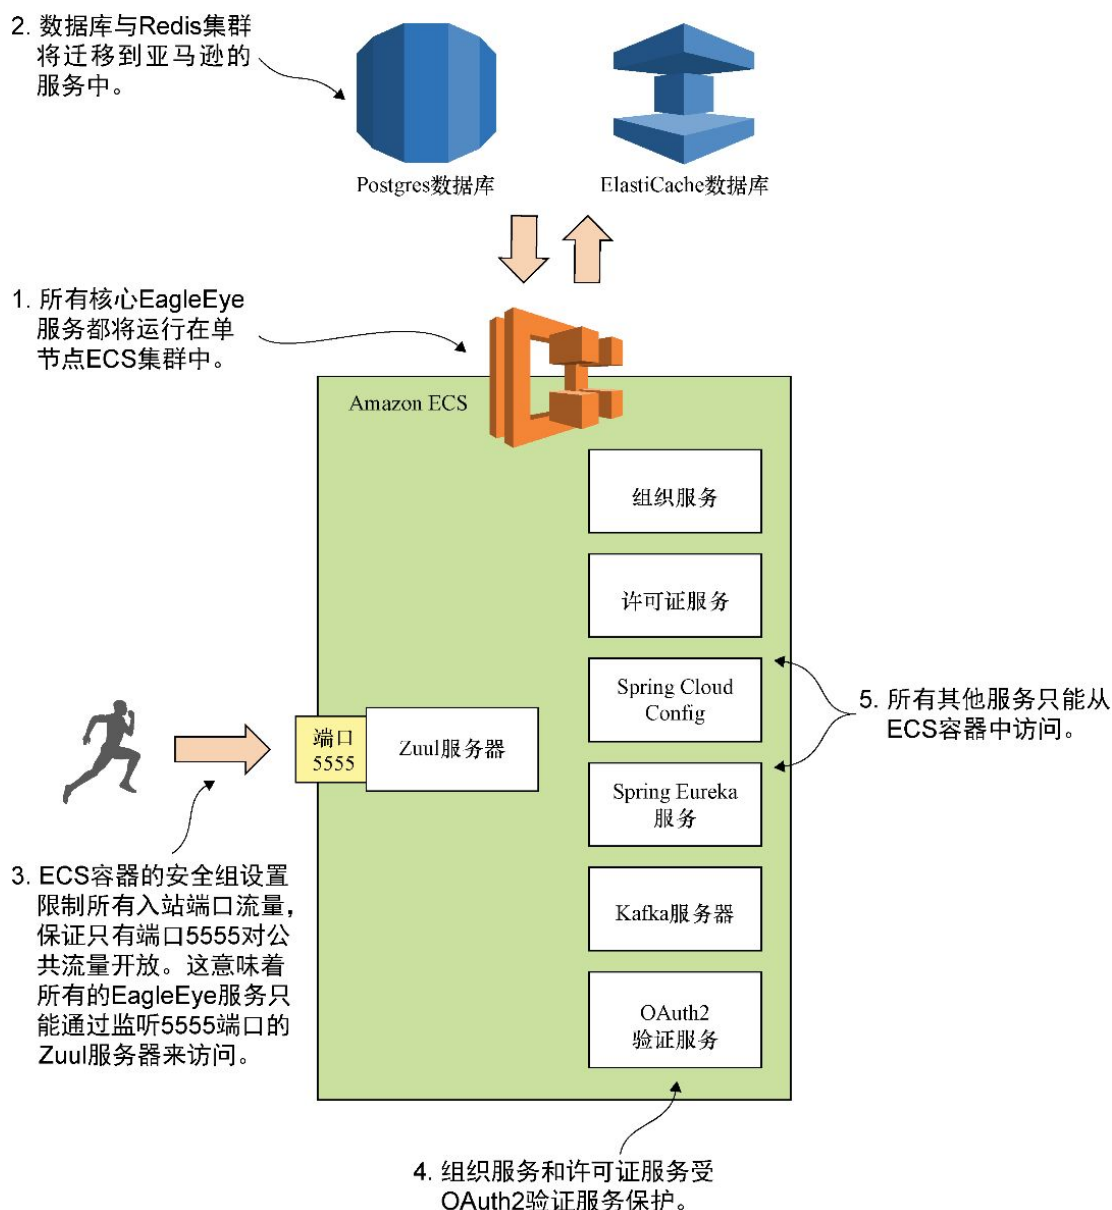 2. 数据库与Redis集群
将迁移到亚马逊的
服务中。
Postgres数据库
ElastiCache数据库
1. 所有核心EagleEye
服务都将运行在单
节点ECS集群中。
Amazon ECS
组织服务
许可证服务
Spring Cloud
Config
5. 所有其他服务只能从
ECS容器中访问。
端口
5555
Zuul服务器
Spring Eureka
服务
3. ECS容器的安全组设置
限制所有入站端口流量，
保证只有端口5555对公
共流量开放。这意味着
所有的EagleEye服务只
能通过监听5555端口的
Zuul服务器来访问。
Kafka服务器
OAuth2
验证服务
4. 组织服务和许可证服务受
OAuth2验证服务保护。